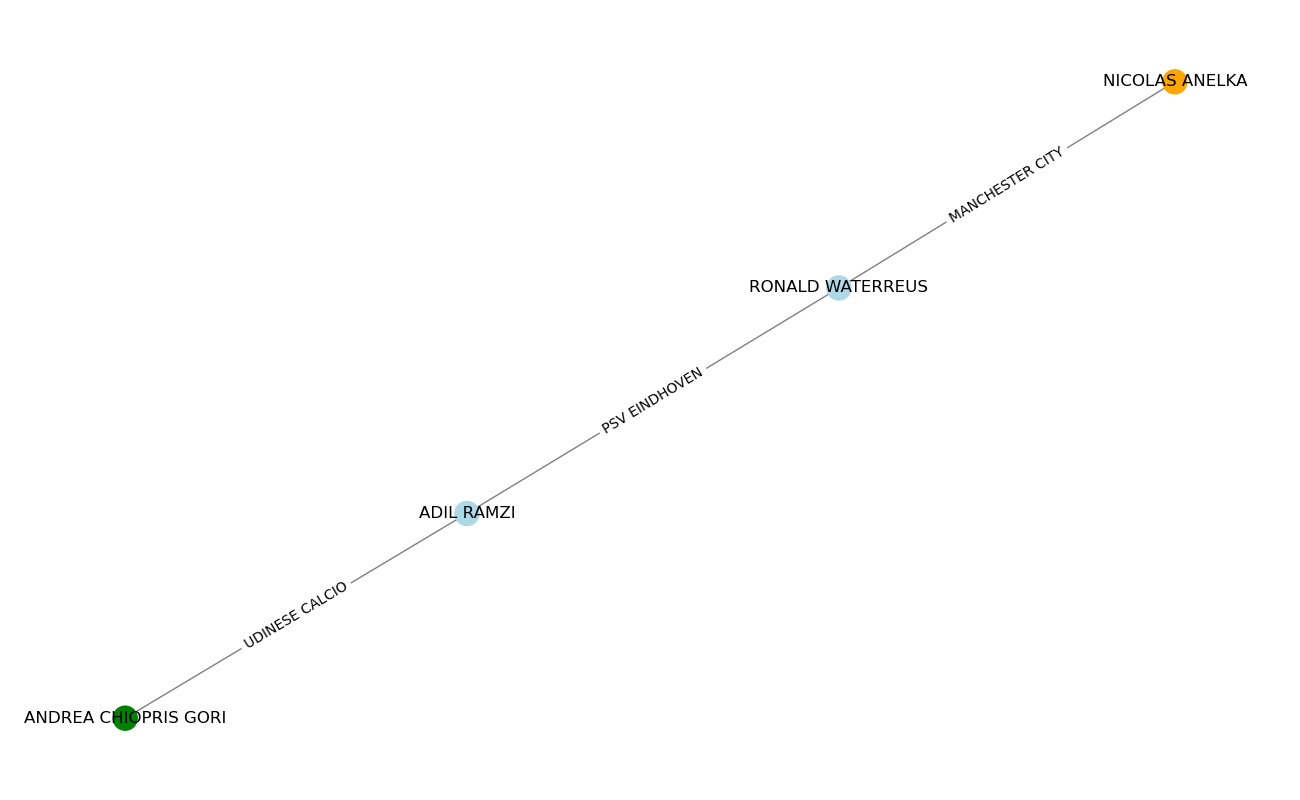 NICOLAS ANELKA
MANCHESTER CITY
RONALD WATERREUS
PSV EINDHOVEN
ADIL RAMZI
UDINESE CALCIO
ANDREA CHIOPRIS GORI